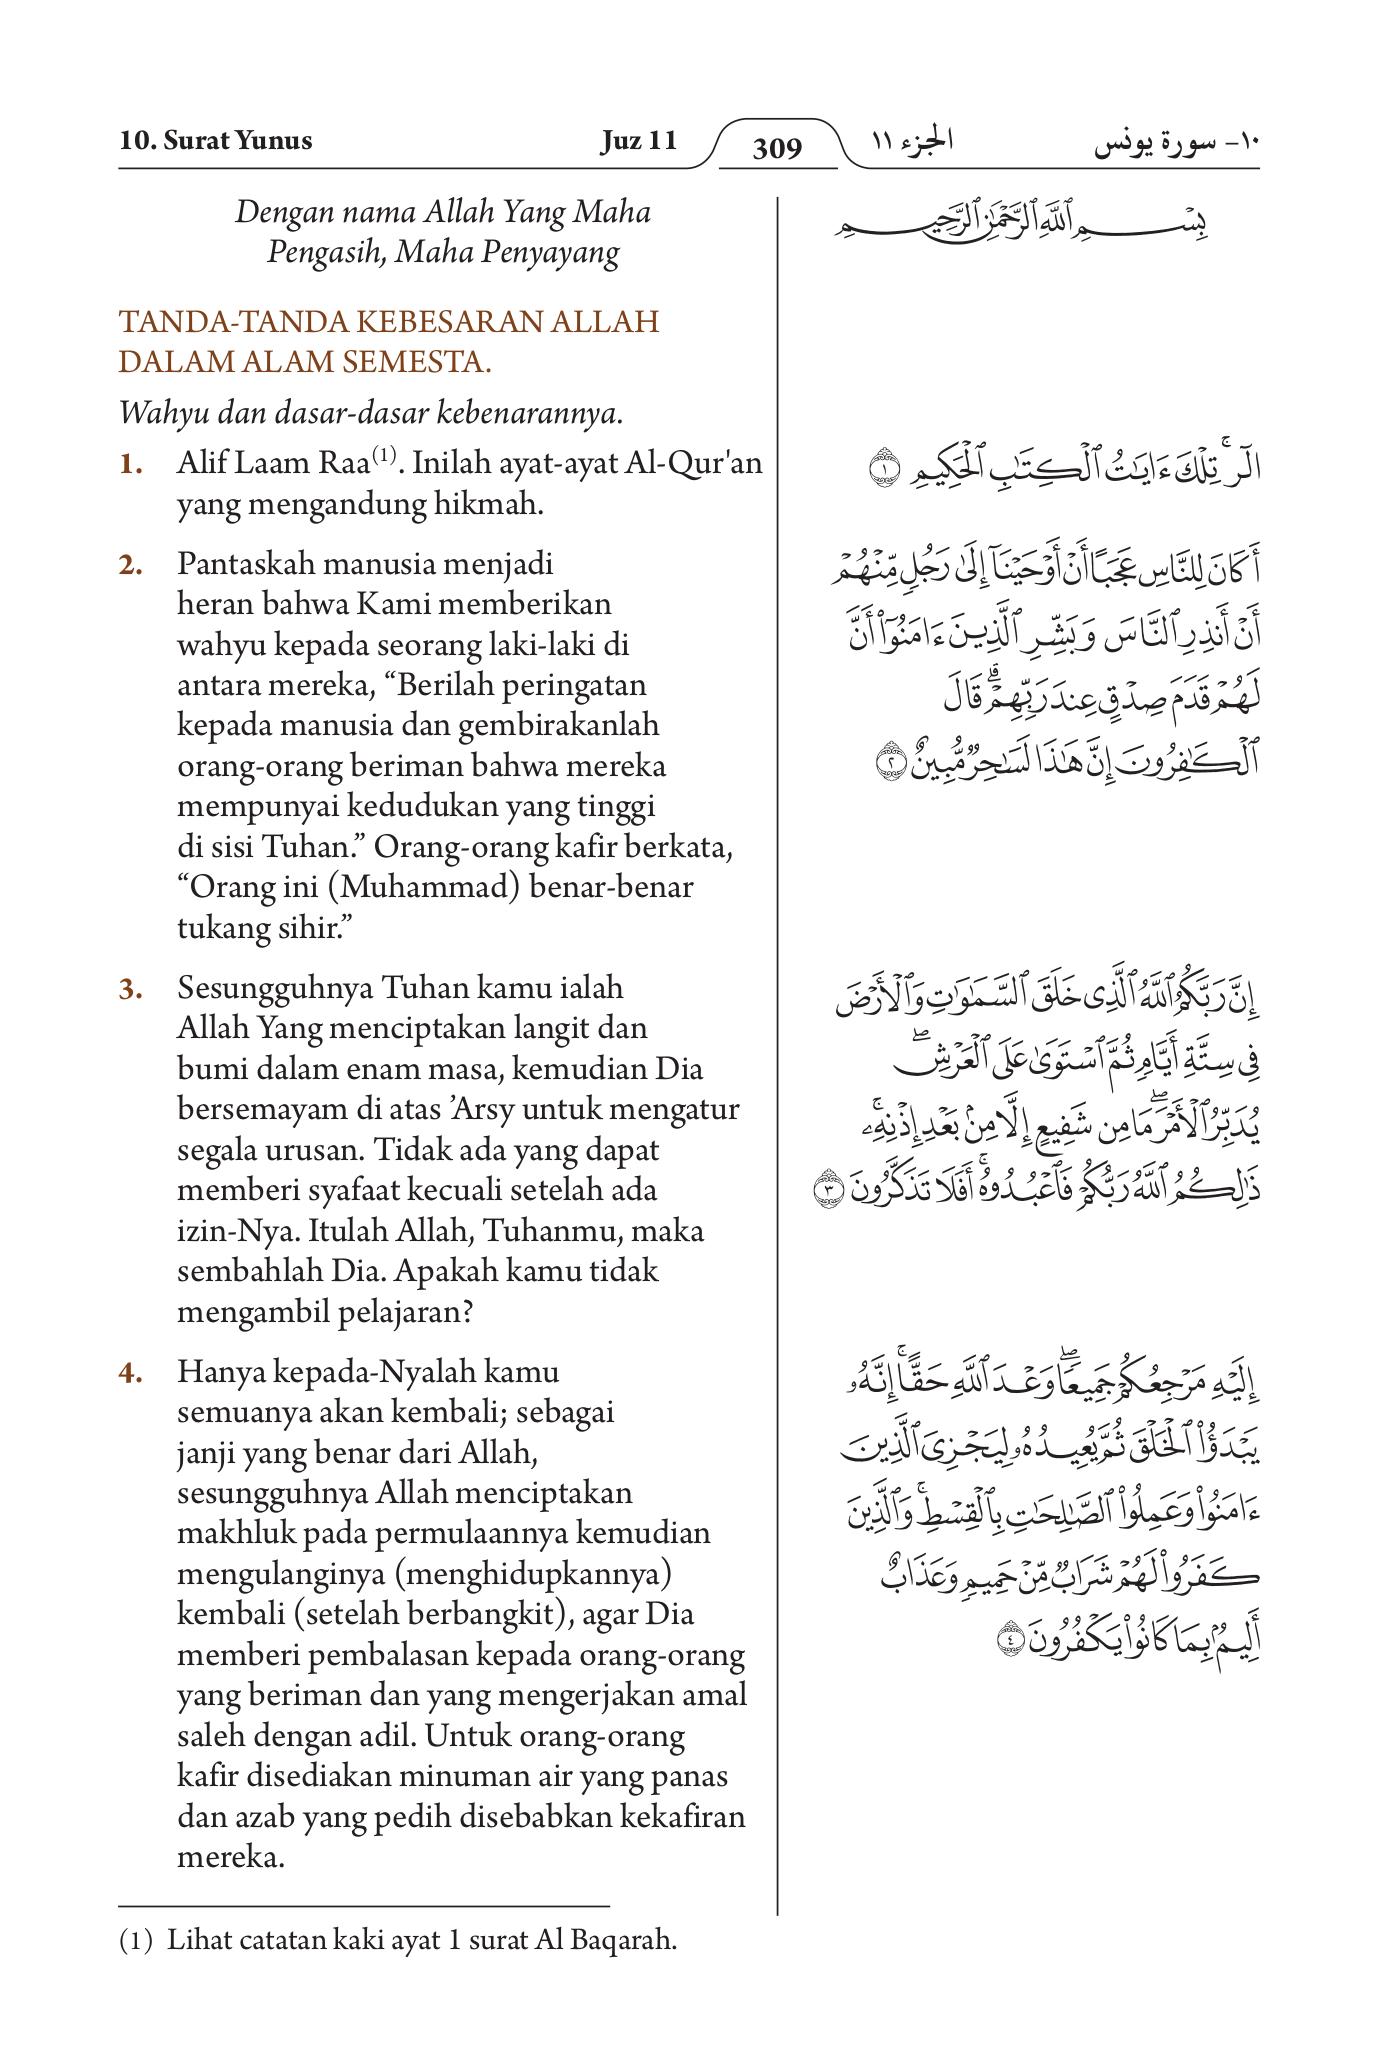 10. Surat Yunus Juz 11 309 الجزء ١١ ١٠- سورة يونس
Dengan nama Allah Yang Maha
Pengasih, Maha Penyayang
TANDA-TANDA KEBESARAN ALLAH
DALAM ALAM SEMESTA.
Wahyu dan dasar-dasar kebenarannya.
1. Alif Laam Raa(1). Inilah ayat-ayat Al-Qur'an
yang mengandung hikmah.
2. Pantaskah manusia menjadi
heran bahwa Kami memberikan
wahyu kepada seorang laki-laki di
antara mereka, “Berilah peringatan
kepada manusia dan gembirakanlah
orang-orang beriman bahwa mereka
mempunyai kedudukan yang tinggi
di sisi Tuhan.” Orang-orang kafir berkata,
“Orang ini (Muhammad) benar-benar
tukang sihir.”
3. Sesungguhnya Tuhan kamu ialah
Allah Yang menciptakan langit dan
bumi dalam enam masa, kemudian Dia
bersemayam di atas ’Arsy untuk mengatur
segala urusan. Tidak ada yang dapat
memberi syafaat kecuali setelah ada
izin-Nya. Itulah Allah, Tuhanmu, maka
sembahlah Dia. Apakah kamu tidak
mengambil pelajaran?
4. Hanya kepada-Nyalah kamu
semuanya akan kembali; sebagai
janji yang benar dari Allah,
sesungguhnya Allah menciptakan
makhluk pada permulaannya kemudian
mengulanginya (menghidupkannya)
kembali (setelah berbangkit), agar Dia
memberi pembalasan kepada orang-orang
yang beriman dan yang mengerjakan amal
saleh dengan adil. Untuk orang-orang
kafir disediakan minuman air yang panas
dan azab yang pedih disebabkan kekafiran
mereka.
(1) Lihat catatan kaki ayat 1 surat Al Baqarah.
بِسْمِ ٱللَّهِ ٱلرَّحْمَٰنِ ٱلرَّحِيمِ
الٓر ۚ تِلْكَ ءَايَٰتُ ٱلْكِتَٰبِ ٱلْحَكِيمِ ١
أَكَانَ لِلنَّاسِ عَجَبًا أَنْ أَوْحَيْنَآ إِلَىٰ رَجُلٍ مِّنْهُمْ
أَنْ أَنذِرِ ٱلنَّاسَ وَبَشِّرِ ٱلَّذِينَ ءَامَنُوٓا۟ أَنَّ
لَهُمْ قَدَمَ صِدْقٍ عِندَ رَبِّهِمْ ۗ قَالَ
ٱلْكَٰفِرُونَ إِنَّ هَٰذَا لَسَٰحِرٌ مُّبِينٌ ٢
إِنَّ رَبَّكُمُ ٱللَّهُ ٱلَّذِى خَلَقَ ٱلسَّمَٰوَٰتِ وَٱلْأَرْضَ
فِى سِتَّةِ أَيَّامٍ ثُمَّ ٱسْتَوَىٰ عَلَى ٱلْعَرْشِ ۖ
يُدَبِّرُ ٱلْأَمْرَ ۖ مَا مِن شَفِيعٍ إِلَّا مِنۢ بَعْدِ إِذْنِهِۦ ۚ
ذَٰلِكُمُ ٱللَّهُ رَبُّكُمْ فَٱعْبُدُوهُ ۚ أَفَلَا تَذَكَّرُونَ ٣
إِلَيْهِ مَرْجِعُكُمْ جَمِيعًا ۖ وَعْدَ ٱللَّهِ حَقًّا ۚ إِنَّهُۥ
يَبْدَؤُا۟ ٱلْخَلْقَ ثُمَّ يُعِيدُهُۥ لِيَجْزِىَ ٱلَّذِينَ
ءَامَنُوا۟ وَعَمِلُوا۟ ٱلصَّٰلِحَٰتِ بِٱلْقِسْطِ ۚ وَٱلَّذِينَ
كَفَرُوا۟ لَهُمْ شَرَابٌ مِّنْ حَمِيمٍ وَعَذَابٌ
أَلِيمٌۢ بِمَا كَانُوا۟ يَكْفُرُونَ ٤